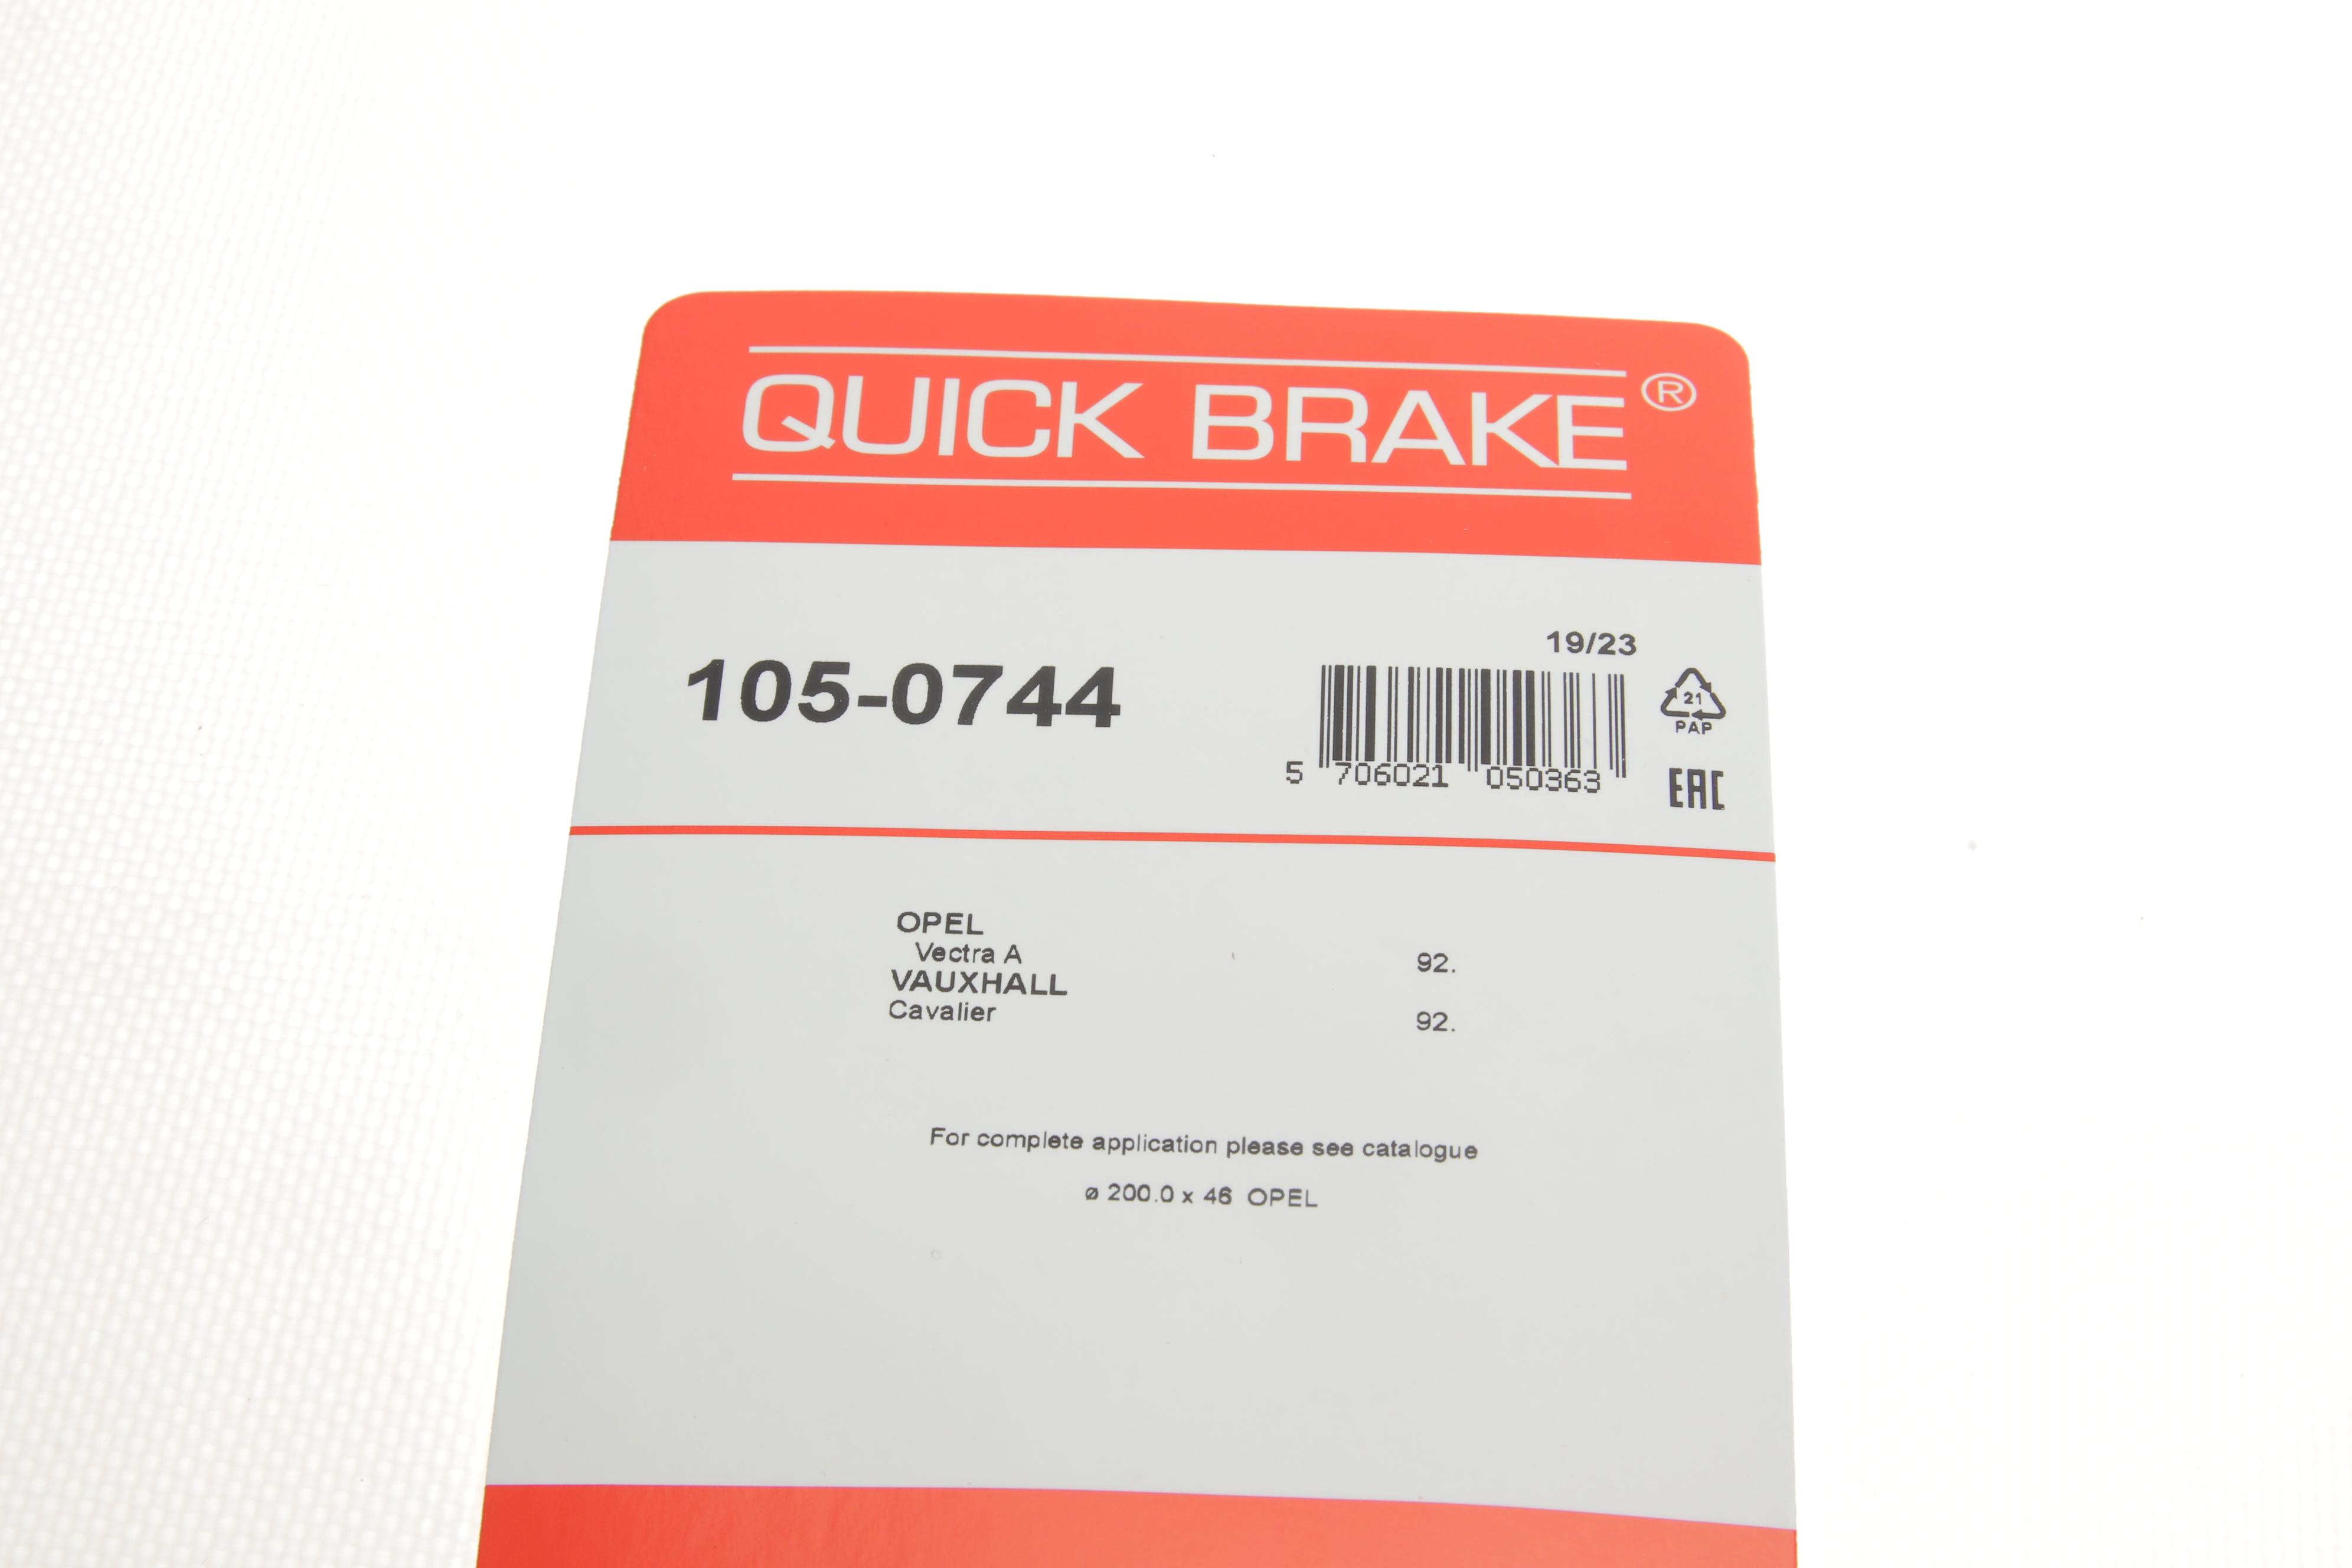 QUICK BRAKE®
19/23
105-0744
21
PAP
5 706021 050363
EAC
OPEL
Vectra A 92.
VAUXHALL
Cavalier 92.
For complete application please see catalogue
ø 200.0 x 46 OPEL